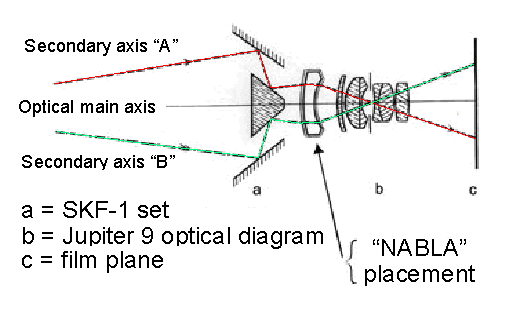 Secondary axis “A”
Optical main axis
Secondary axis “B”
a b c
a = SKF-1 set
b = Jupiter 9 optical diagram
c = film plane
“NABLA”
placement